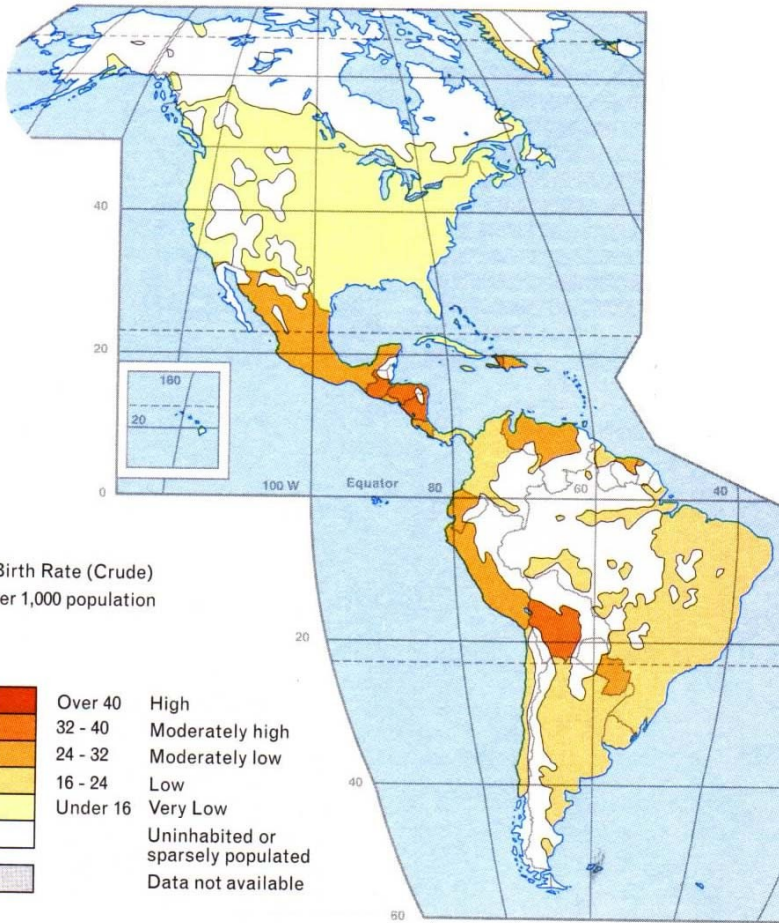 40
20
180
20
0
100 W
Equator
80
60
40
Birth Rate (Crude)
er 1,000 population
20
Over 40 High
32 - 40 Moderately high
24 - 32 Moderately low
16 - 24 Low
Under 16 Very Low
Uninhabited or
sparsely populated
Data not available
40
60